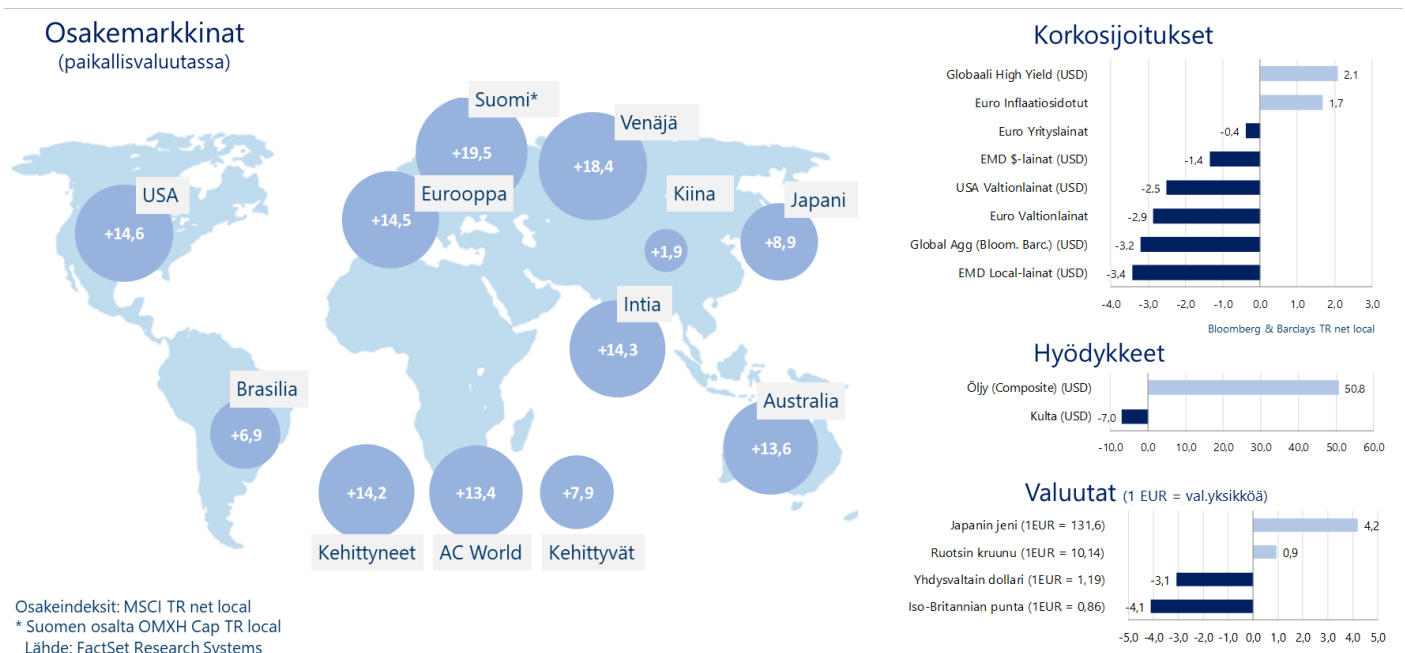 Osakemarkkinat
(paikallisvaluutassa)
Suomi*
+19,5
Venäjä
+18,4
USA
+14,6
Eurooppa
+14,5
Kiina
+1,9
Japani
+8,9
Intia
+14,3
Brasilia
+6,9
Australia
+13,6
+14,2
+13,4
+7,9
Kehittyneet
AC World
Kehittyvät
Osakeindeksit: MSCI TR net local
* Suomen osalta OMXH Cap TR local
Lähde: FactSet Research Systems
Korkosijoitukset
Globaali High Yield (USD) 2,1
Euro Inflaatiosidotut 1,7
Euro Yrityslainat -0,4
EMD $-lainat (USD) -1,4
USA Valtionlainat (USD) -2,5
Euro Valtionlainat -2,9
Global Agg (Bloom. Barc.) (USD) -3,2
EMD Local-lainat (USD) -3,4
-4,0 -3,0 -2,0 -1,0 0,0 1,0 2,0 3,0
Bloomberg & Barclays TR net local
Hyödykkeet
Öljy (Composite) (USD) 50,8
Kulta (USD) -7,0
-10,0 0,0 10,0 20,0 30,0 40,0 50,0 60,0
Valuutat (1 EUR = val.yksikköä)
Japanin jeni (1EUR = 131,6) 4,2
Ruotsin kruunu (1EUR = 10,14) 0,9
Yhdysvaltain dollari (1EUR = 1,19) -3,1
Iso-Britannian punta (1EUR = 0,86) -4,1
-5,0 -4,0 -3,0 -2,0 -1,0 0,0 1,0 2,0 3,0 4,0 5,0